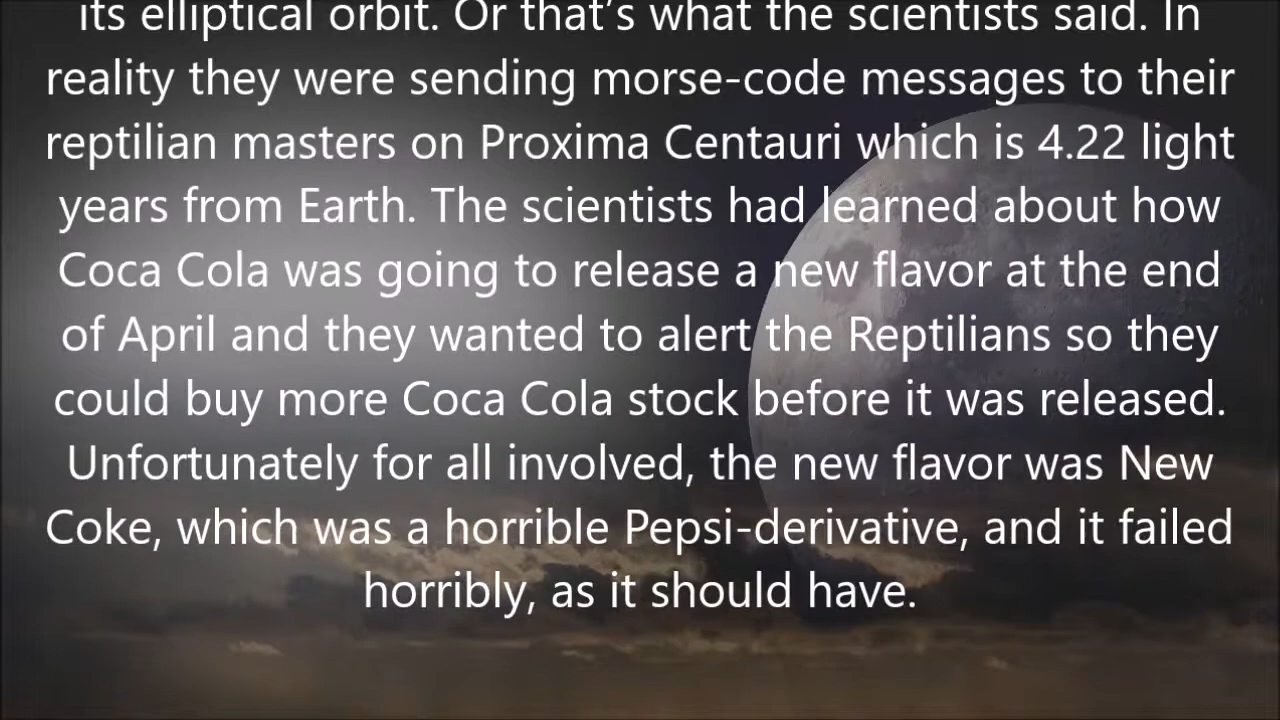 its elliptical orbit. Or that's what the scientists said. In
reality they were sending morse-code messages to their
reptilian masters on Proxima Centauri which is 4.22 light
years from Earth. The scientists had learned about how
Coca Cola was going to release a new flavor at the end
of April and they wanted to alert the Reptilians so they
could buy more Coca Cola stock before it was released.
Unfortunately for all involved, the new flavor was New
Coke, which was a horrible Pepsi-derivative, and it failed
horribly, as it should have.